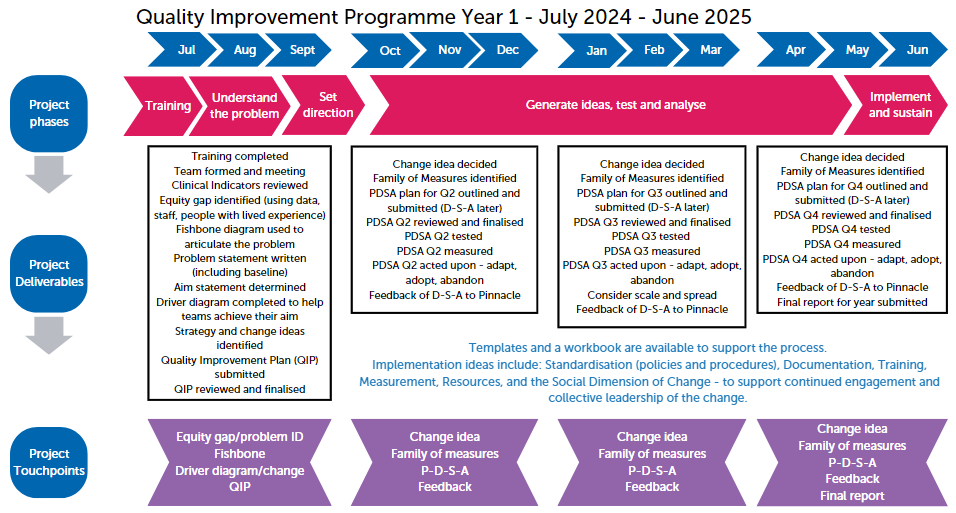 Quality Improvement Programme Year 1 - July 2024 - June 2025
Jul
Aug
Sept
Oct
Nov
Dec
Jan
Feb
Mar
Apr
May
Jun
Project
phases
Training
Understand
the problem
Set
direction
Generate ideas, test and analyse
Implement
and sustain
Project
Deliverables
Training completed
Team formed and meeting
Clinical Indicators reviewed
Equity gap identified (using data,
staff, people with lived experience)
Fishbone diagram used to
articulate the problem
Problem statement written
(including baseline)
Aim statement determined
Driver diagram completed to help
teams achieve their aim
Strategy and change ideas
identified
Quality Improvement Plan (QIP)
submitted
QIP reviewed and finalised
Change idea decided
Family of Measures identified
PDSA plan for Q2 outlined and
submitted (D-S-A later)
PDSA Q2 reviewed and finalised
PDSA Q2 tested
PDSA Q2 measured
PDSA Q2 acted upon - adapt,
adopt, abandon
Feedback of D-S-A to Pinnacle
Change idea decided
Family of Measures identified
PDSA plan for Q3 outlined and
submitted (D-S-A later)
PDSA Q3 reviewed and finalised
PDSA Q3 tested
PDSA Q3 measured
PDSA Q3 acted upon - adapt, adopt,
abandon
Consider scale and spread
Feedback of D-S-A to Pinnacle
Change idea decided
Family of Measures identified
PDSA plan for Q4 outlined and
submitted (D-S-A later)
PDSA Q4 reviewed and finalised
PDSA Q4 tested
PDSA Q4 measured
PDSA Q4 acted upon - adapt, adopt,
abandon
Feedback of D-S-A to Pinnacle
Final report for year submitted
Templates and a workbook are available to support the process.
Implementation ideas include: Standardisation (policies and procedures), Documentation, Training,
Measurement, Resources, and the Social Dimension of Change - to support continued engagement and
collective leadership of the change.
Project
Touchpoints
Equity gap/problem ID
Fishbone
Driver diagram/change
QIP
Change idea
Family of measures
P-D-S-A
Feedback
Change idea
Family of measures
P-D-S-A
Feedback
Change idea
Family of measures
P-D-S-A
Feedback
Final report